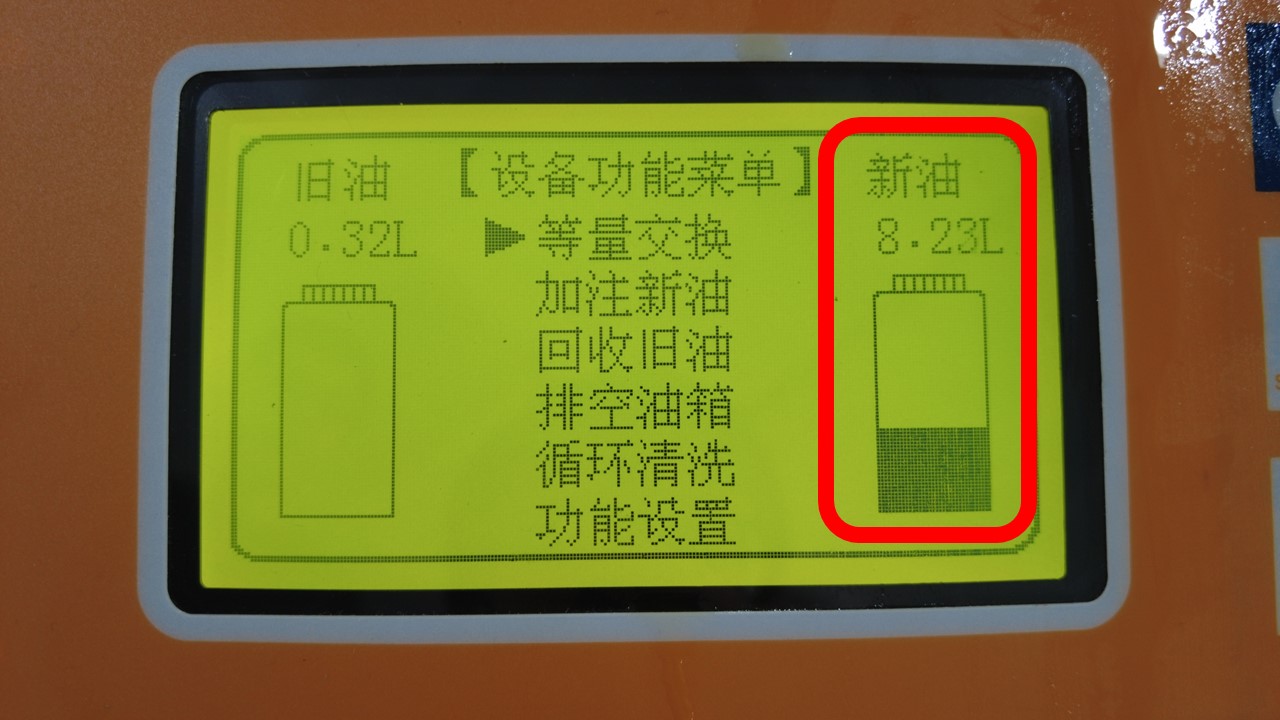 旧油
0.32L
【设备功能菜单】
等量交换
加注新油
回收旧油
排空油箱
循环清洗
功能设置
新油
8.23L